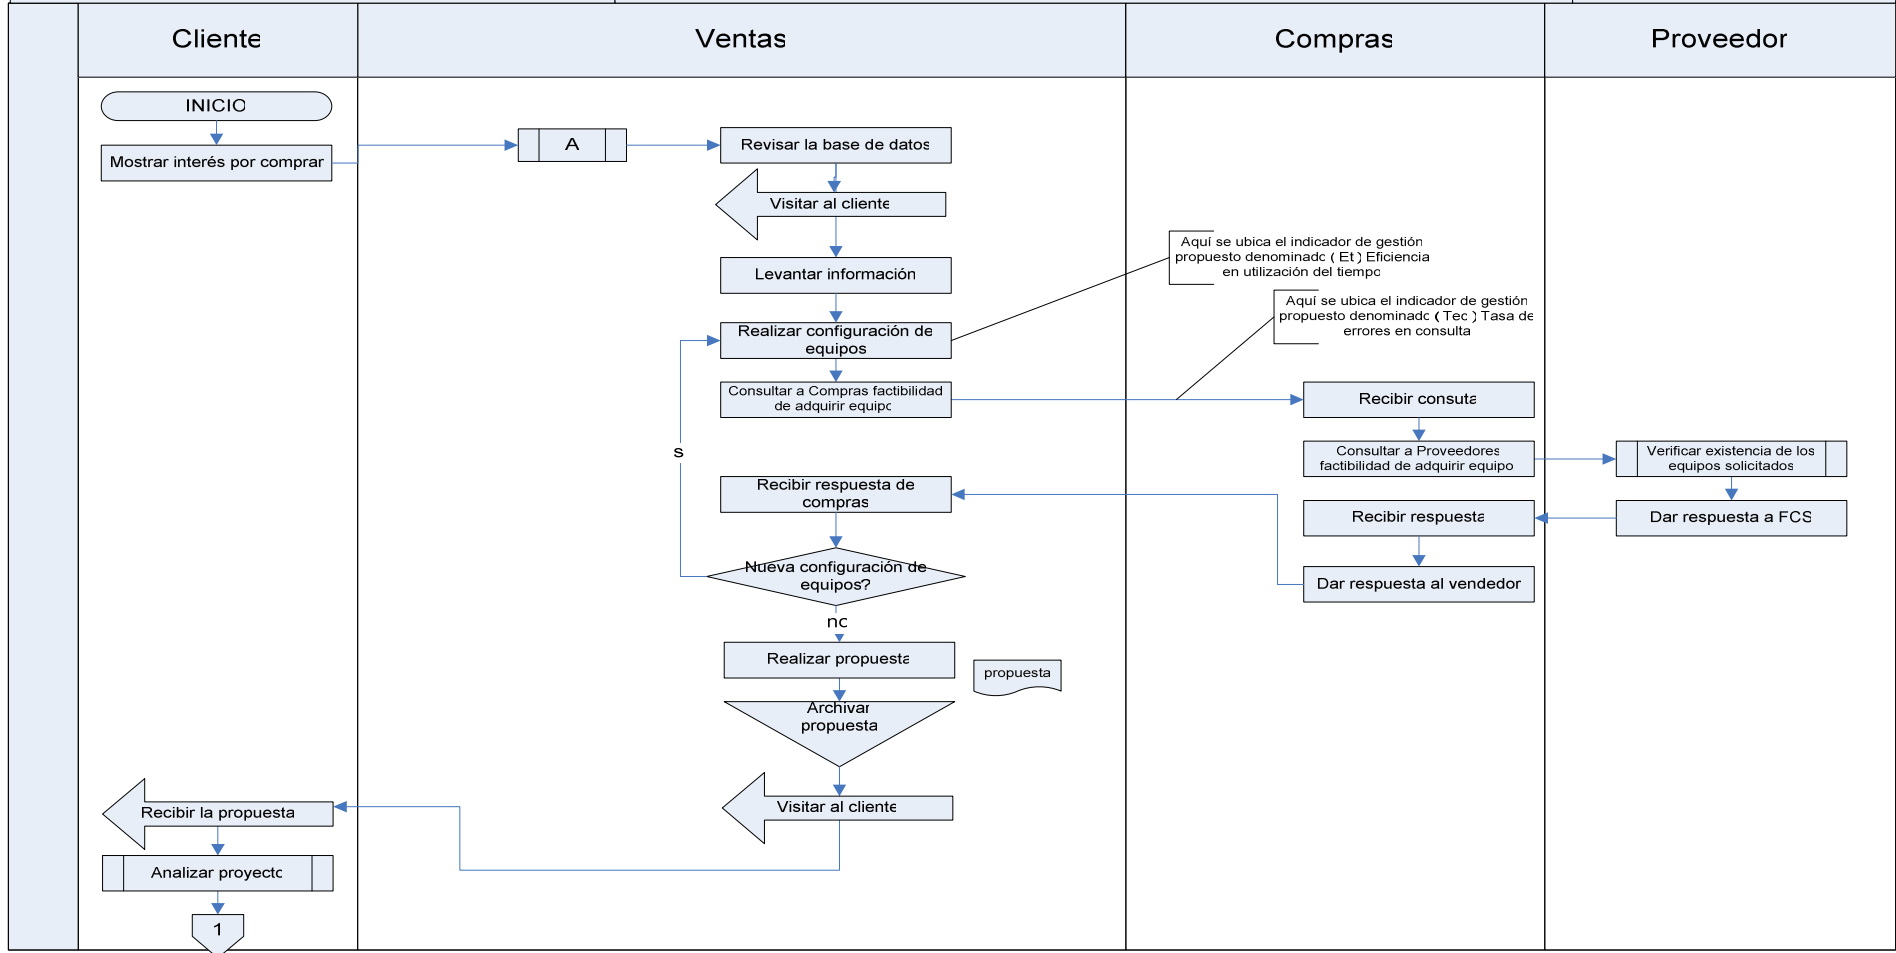 Cliente
Ventas
Compras
Proveedor
INICIO
Mostrar interés por comprar
A
Revisar la base de datos
Visitar al cliente
Levantar información
Aquí se ubica el indicador de gestión
propuesto denominado ( Et ) Eficiencia
en utilización del tiempo
Aquí se ubica el indicador de gestión
propuesto denominado ( Tec ) Tasa de
errores en consulta
Realizar configuración de
equipos
Consultar a Compras factibilidad
de adquirir equipo
Recibir consuta
s
Consultar a Proveedores
factibilidad de adquirir equipo
Verificar existencia de los
equipos solicitados
Recibir respuesta de
compras
Recibir respuesta
Dar respuesta a FCS
Nueva configuración de
equipos?
Dar respuesta al vendedor
no
Realizar propuesta
propuesta
Archivar
propuesta
Visitar al cliente
Recibir la propuesta
Analizar proyecto
1